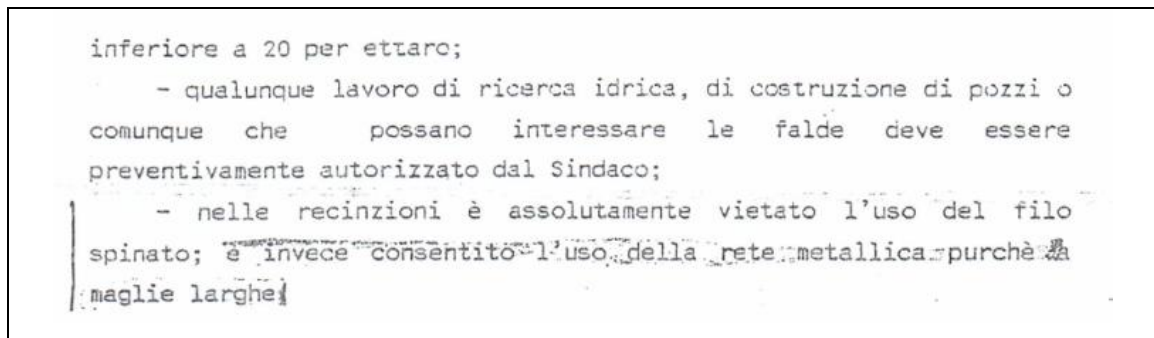 inferiore a 20 per ettaro;
- qualunque lavoro di ricerca idrica, di costruzione di pozzi o
comunque che possano interessare le falde deve essere
preventivamente autorizzato dal Sindaco;
- nelle recinzioni è assolutamente vietato l'uso del filo
spinato; è invece consentito l'uso della rete metallica purchè a
maglie larghe;